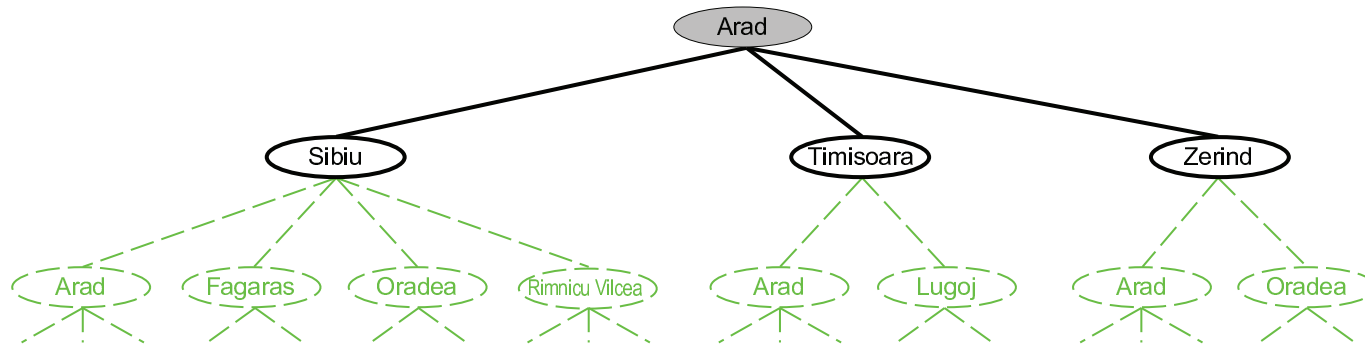 Arad
Sibiu
Timisoara
Zerind
Arad
Fagaras
Oradea
Rimnicu Vilcea
Arad
Lugoj
Arad
Oradea